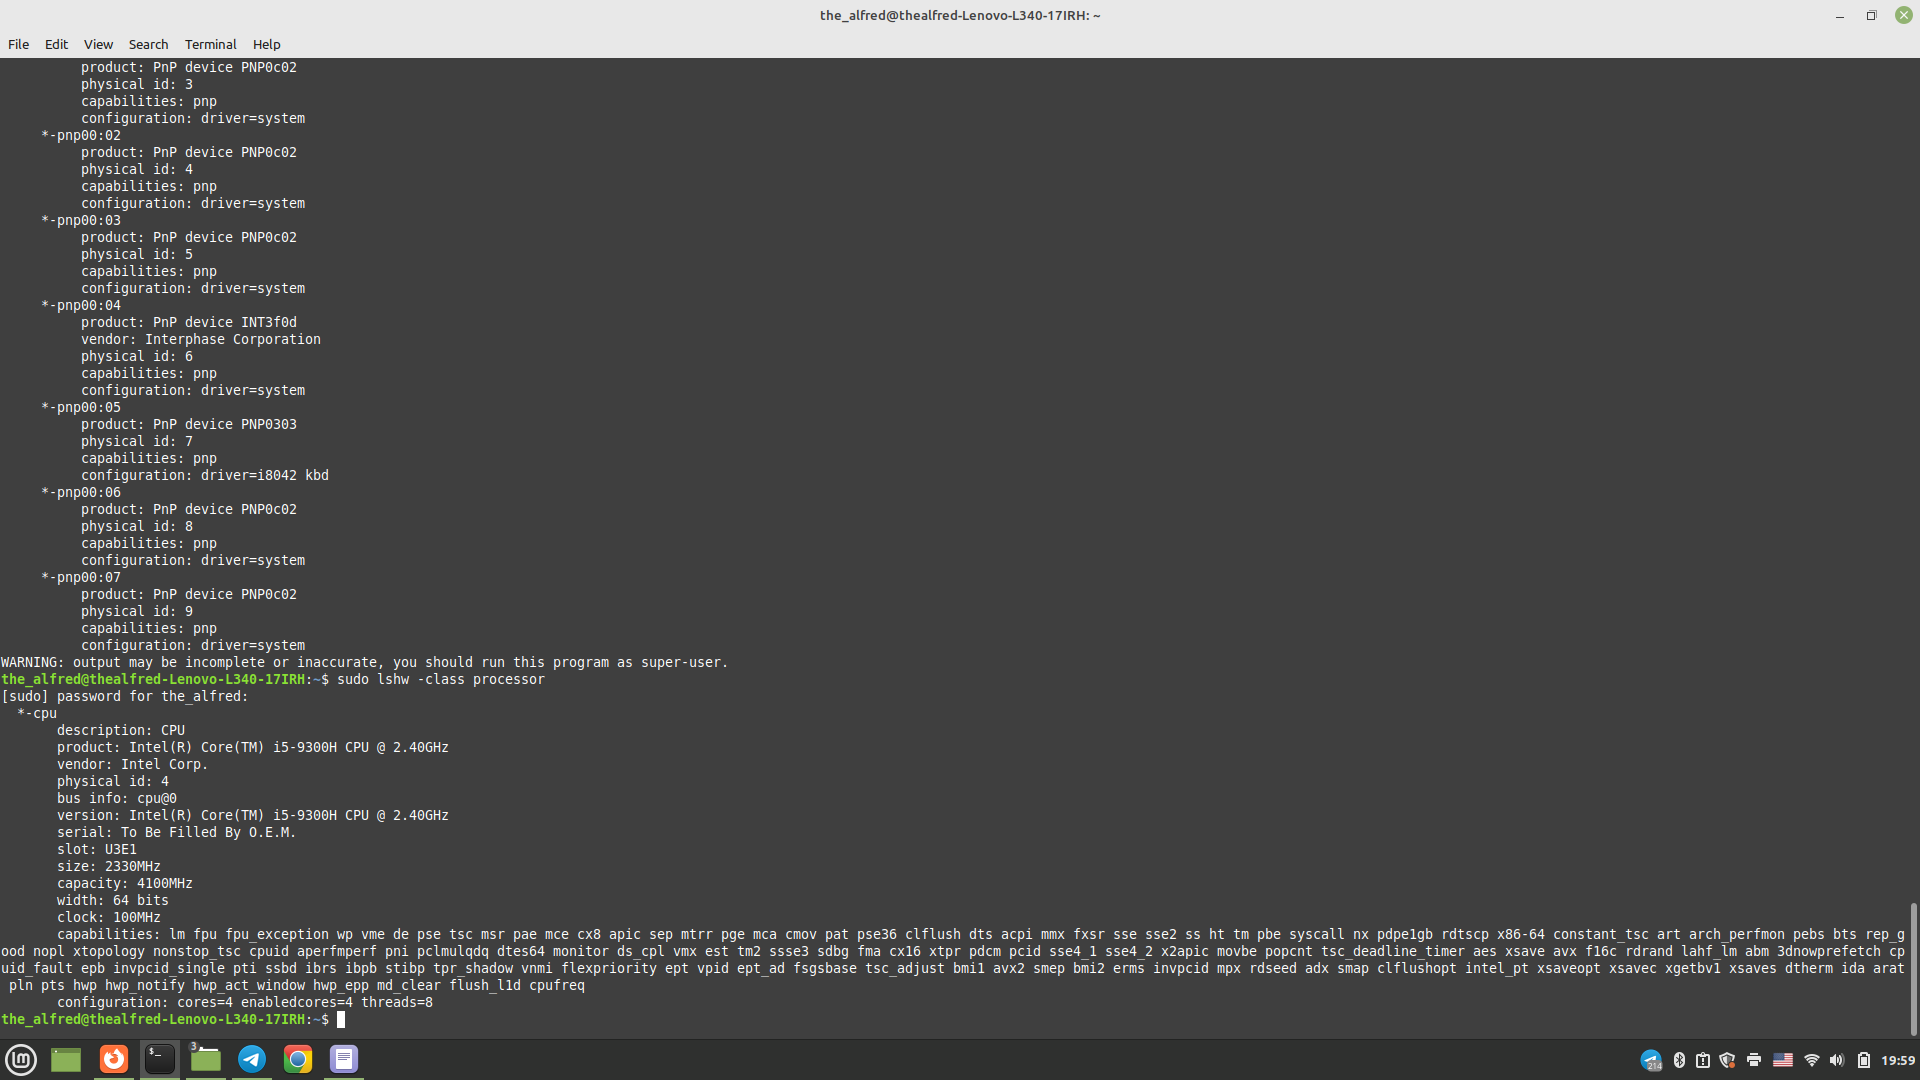 the_alfred@thealfred-Lenovo-L340-17IRH: ~
File Edit View Search Terminal Help
product: PnP device PNP0c02
physical id: 3
capabilities: pnp
configuration: driver=system
*-pnp00:02
product: PnP device PNP0c02
physical id: 4
capabilities: pnp
configuration: driver=system
*-pnp00:03
product: PnP device PNP0c02
physical id: 5
capabilities: pnp
configuration: driver=system
*-pnp00:04
product: PnP device INT3f0d
vendor: Interphase Corporation
physical id: 6
capabilities: pnp
configuration: driver=system
*-pnp00:05
product: PnP device PNP0303
physical id: 7
capabilities: pnp
configuration: driver=i8042 kbd
*-pnp00:06
product: PnP device PNP0c02
physical id: 8
capabilities: pnp
configuration: driver=system
*-pnp00:07
product: PnP device PNP0c02
physical id: 9
capabilities: pnp
configuration: driver=system
WARNING: output may be incomplete or inaccurate, you should run this program as super-user.
the_alfred@thealfred-Lenovo-L340-17IRH:~$ sudo lshw -class processor
[sudo] password for the_alfred:
*-cpu
description: CPU
product: Intel(R) Core(TM) i5-9300H CPU @ 2.40GHz
vendor: Intel Corp.
physical id: 4
bus info: cpu@0
version: Intel(R) Core(TM) i5-9300H CPU @ 2.40GHz
serial: To Be Filled By O.E.M.
slot: U3E1
size: 2330MHz
capacity: 4100MHz
width: 64 bits
clock: 100MHz
capabilities: lm fpu fpu_exception wp vme de pse tsc msr pae mce cx8 apic sep mtrr pge mca cmov pat pse36 clflush dts acpi mmx fxsr sse sse2 ss ht tm pbe syscall nx pdpe1gb rdtscp x86-64 constant_tsc art arch_perfmon pebs bts rep_g
ood nopl xtopology nonstop_tsc cpuid aperfmperf pni pclmulqdq dtes64 monitor ds_cpl vmx est tm2 ssse3 sdbg fma cx16 xtpr pdcm pcid sse4_1 sse4_2 x2apic movbe popcnt tsc_deadline_timer aes xsave avx f16c rdrand lahf_lm abm 3dnowprefetch cp
uid_fault epb invpcid_single pti ssbd ibrs ibpb stibp tpr_shadow vnmi flexpriority ept vpid ept_ad fsgsbase tsc_adjust bmi1 avx2 smep bmi2 erms invpcid mpx rdseed adx smap clflushopt intel_pt xsaveopt xsavec xgetbv1 xsaves dtherm ida arat
pln pts hwp hwp_notify hwp_act_window hwp_epp md_clear flush_l1d cpufreq
configuration: cores=4 enabledcores=4 threads=8
the_alfred@thealfred-Lenovo-L340-17IRH:~$
3
214
19:59